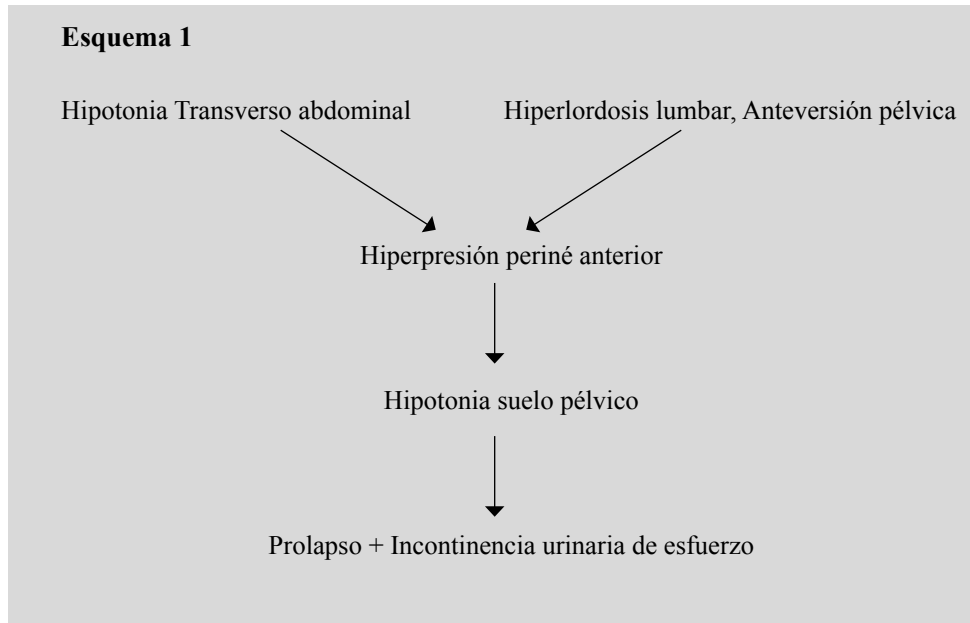 Esquema 1
Hipotonia Transverso abdominal
Hiperlordosis lumbar, Anteversión pélvica
Hiperpresión periné anterior
Hipotonia suelo pélvico
Prolapso + Incontinencia urinaria de esfuerzo